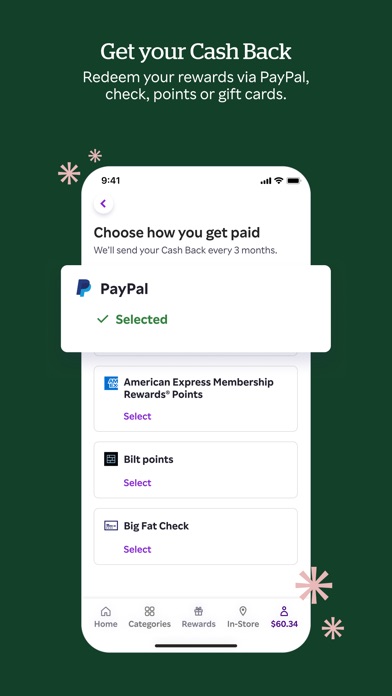 Get your Cash Back
Redeem your rewards via PayPal,
check, points or gift cards.
9:41
Choose how you get paid
We'll send your Cash Back every 3 months.
PayPal
Selected
American Express Membership
Rewards® Points
Select
Bilt points
Select
Big Fat Check
Select
Home
Categories
Rewards
In-Store
$60.34